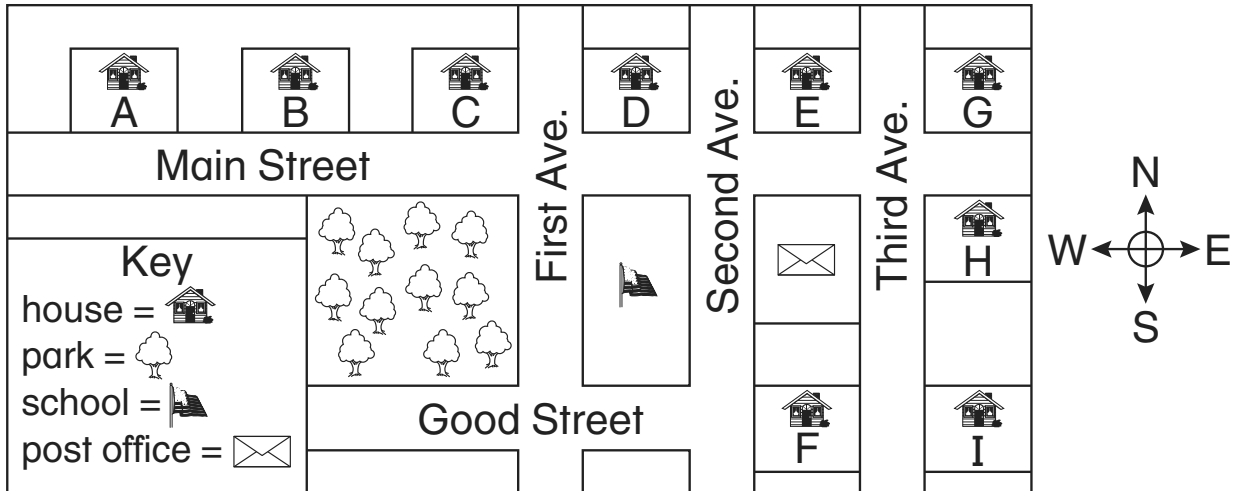 A
B
C
D
E
G
Main Street
First Ave.
Second Ave.
Third Ave.
H
Key
house =
park =
school =
post office =
Good Street
F
I
N
W
E
S